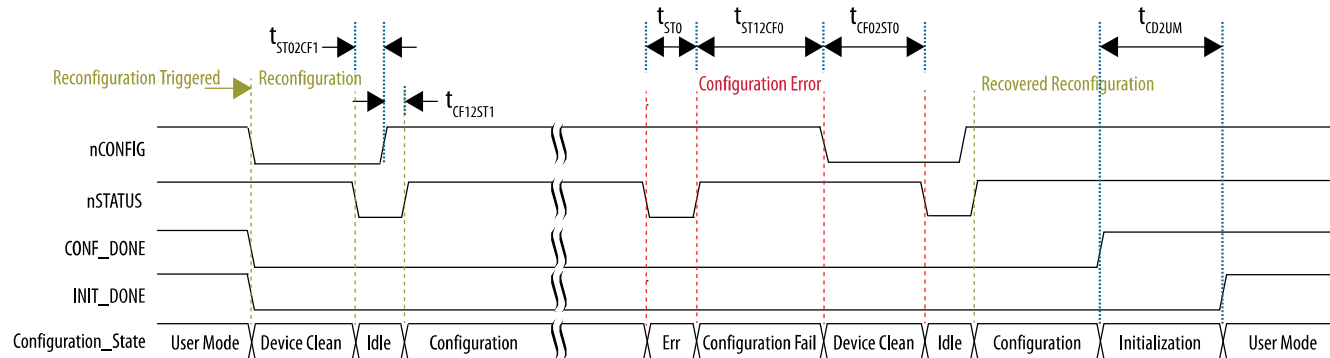 tST02CF1
tST0
tST12CF0
tCF02ST0
tCD2UM
Reconfiguration Triggered
Reconfiguration
Configuration Error
Recovered Reconfiguration
tCF12ST1
nCONFIG
nSTATUS
CONF_DONE
INIT_DONE
Configuration_State User Mode Device Clean Idle Configuration Err Configuration Fail Device Clean Idle Configuration Initialization User Mode